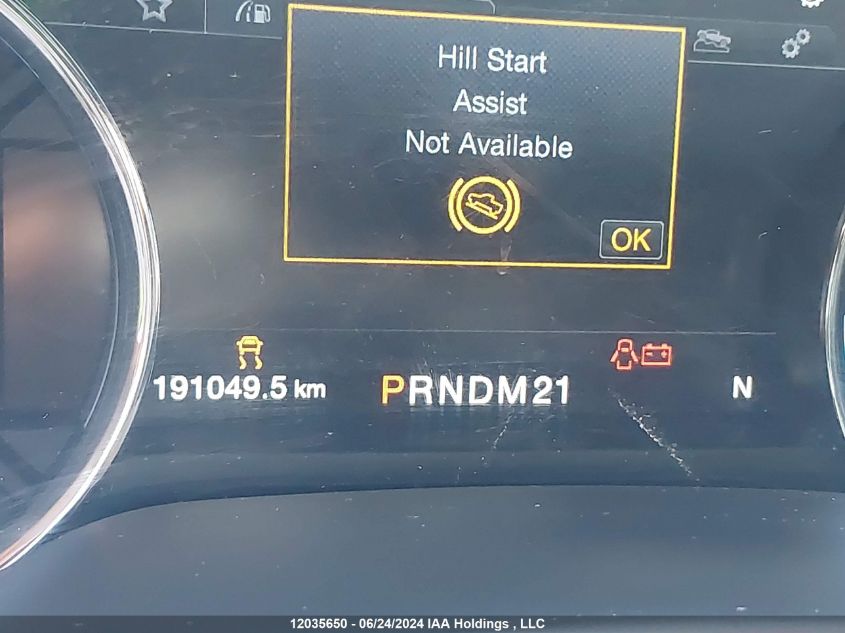 Hill Start
Assist
Not Available
OK
191049.5 km
PRNDM21
N
12035650 - 06/24/2024 IAA Holdings , LLC